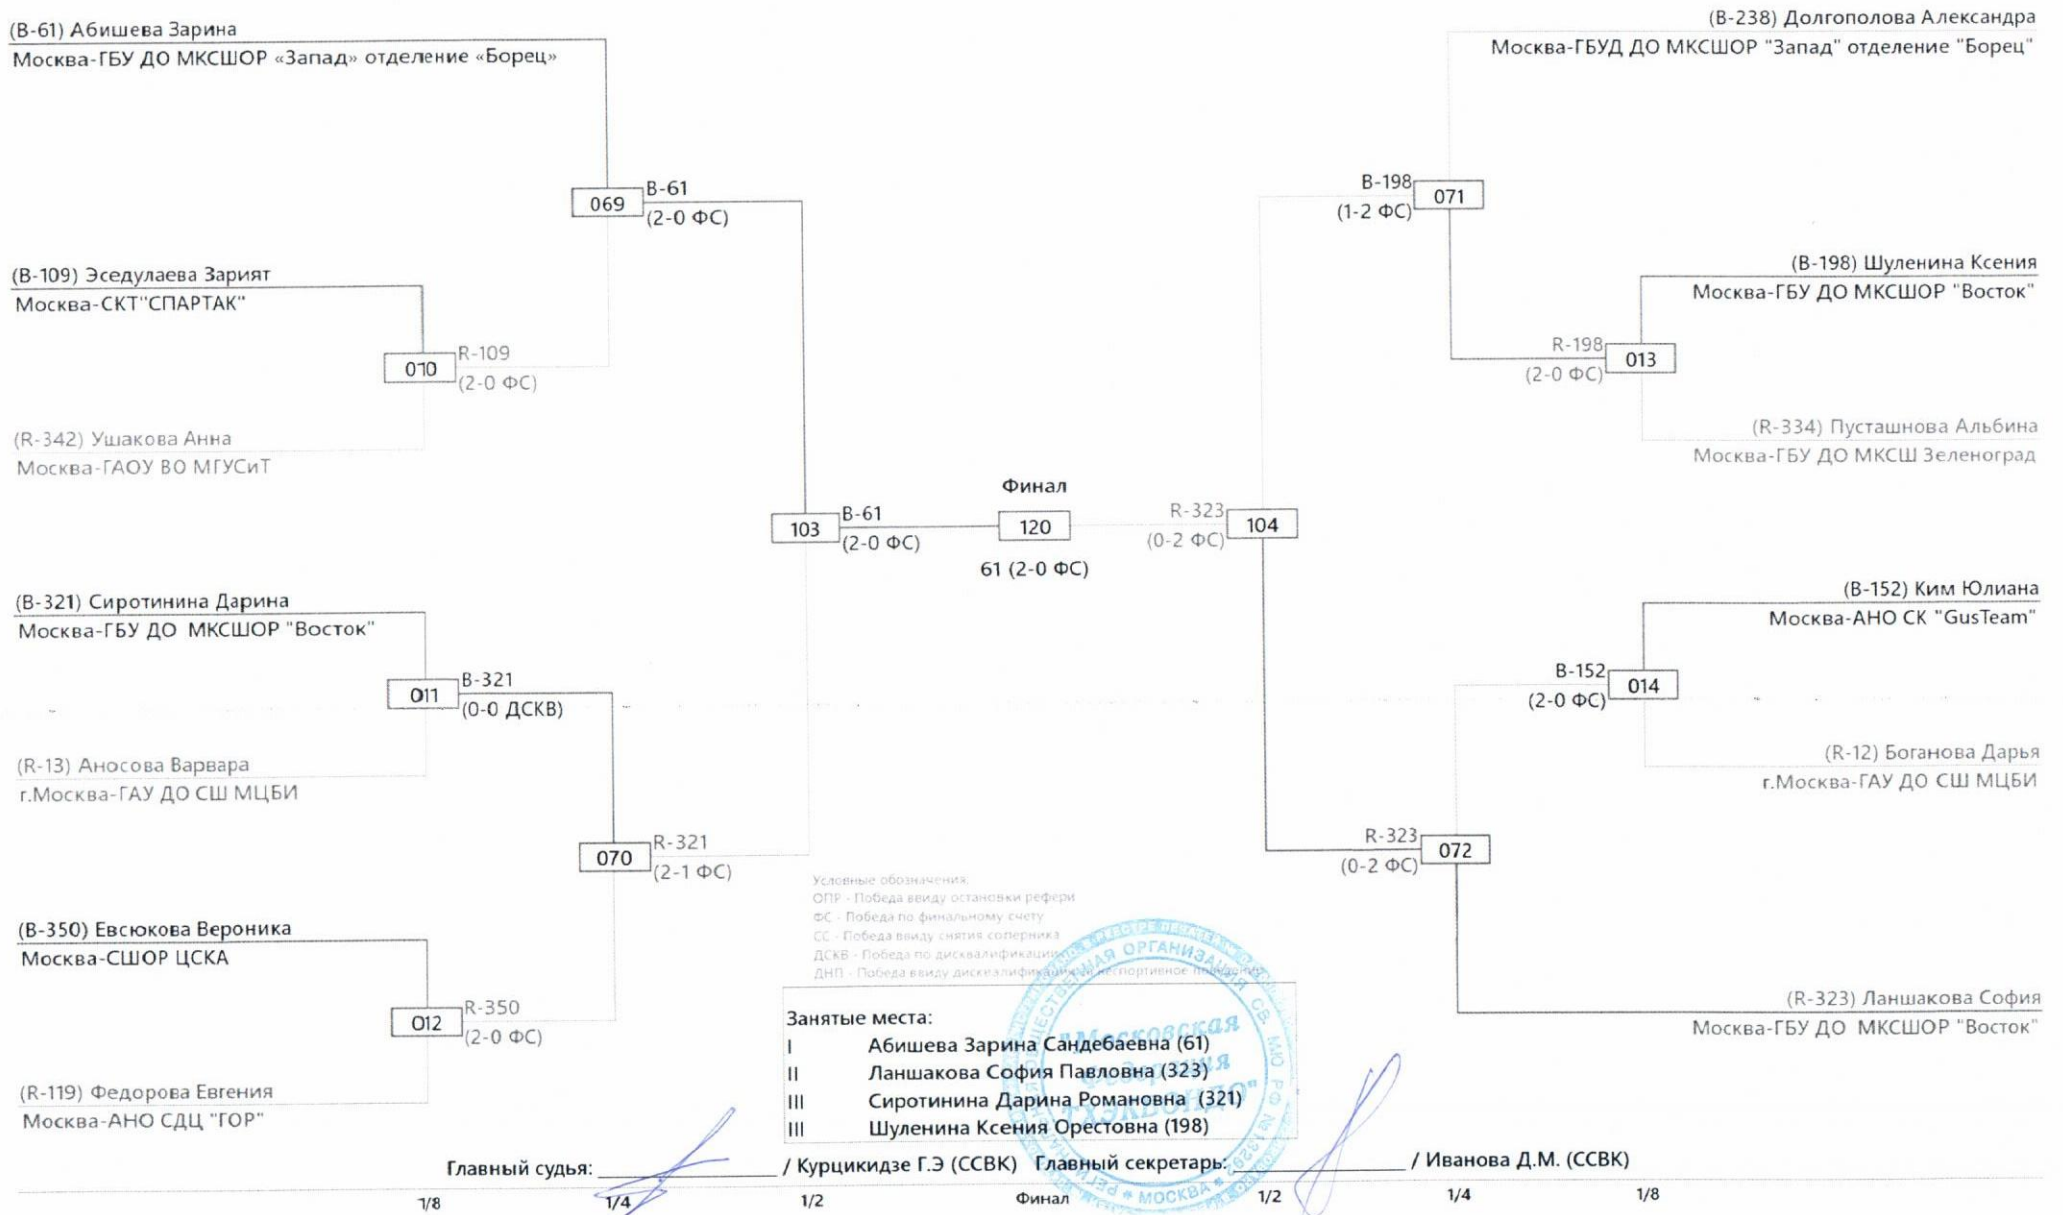 (B-61) Абишева Зарина
Москва-ГБУ ДО МКСШОР «Запад» отделение «Борец»
(B-238) Долгополова Александра
Москва-ГБУД ДО МКСШОР "Запад" отделение "Борец"
069
B-61
(2-0 ФС)
B-198
(1-2 ФС)
071
(B-109) Эседулаева Зарият
Москва-СКТ"СПАРТАК"
(B-198) Шуленина Ксения
Москва-ГБУ ДО МКСШОР "Восток"
010
R-109
(2-0 ФС)
R-198
(2-0 ФС)
013
(R-342) Ушакова Анна
Москва-ГАОУ ВО МГУСиТ
(R-334) Пусташнова Альбина
Москва-ГБУ ДО МКСШ Зеленоград
Финал
103
B-61
(2-0 ФС)
120
61 (2-0 ФС)
R-323
(0-2 ФС)
104
(B-321) Сиротинина Дарина
Москва-ГБУ ДО МКСШОР "Восток"
(B-152) Ким Юлиана
Москва-АНО СК "GusTeam"
011
B-321
(0-0 ДСКВ)
B-152
(2-0 ФС)
014
(R-13) Аносова Варвара
г.Москва-ГАУ ДО СШ МЦБИ
(R-12) Боганова Дарья
г.Москва-ГАУ ДО СШ МЦБИ
070
R-321
(2-1 ФС)
R-323
(0-2 ФС)
072
Условные обозначения.
ОПР - Победа ввиду остановки рефери
ФС - Победа по финальному счету
СС - Победа ввиду снятия соперника
ДСКВ - Победа по дисквалификации
ДНП - Победа ввиду дисквалификации неспортивное поведение
(B-350) Евсюкова Вероника
Москва-СШОР ЦСКА
(R-323) Ланшакова София
Москва-ГБУ ДО МКСШОР "Восток"
012
R-350
(2-0 ФС)
(R-119) Федорова Евгения
Москва-АНО СДЦ "ГОР"
Занятые места:
I Абишева Зарина Сандебаевна (61)
II Ланшакова София Павловна (323)
III Сиротинина Дарина Романовна (321)
III Шуленина Ксения Орестовна (198)
"Московская
Федерация
ТХЭКВОНДО"
Главный судья: / Курцикидзе Г.Э (ССВК) Главный секретарь: / Иванова Д.М. (ССВК)
1/8 1/4 1/2 Финал 1/2 1/4 1/8